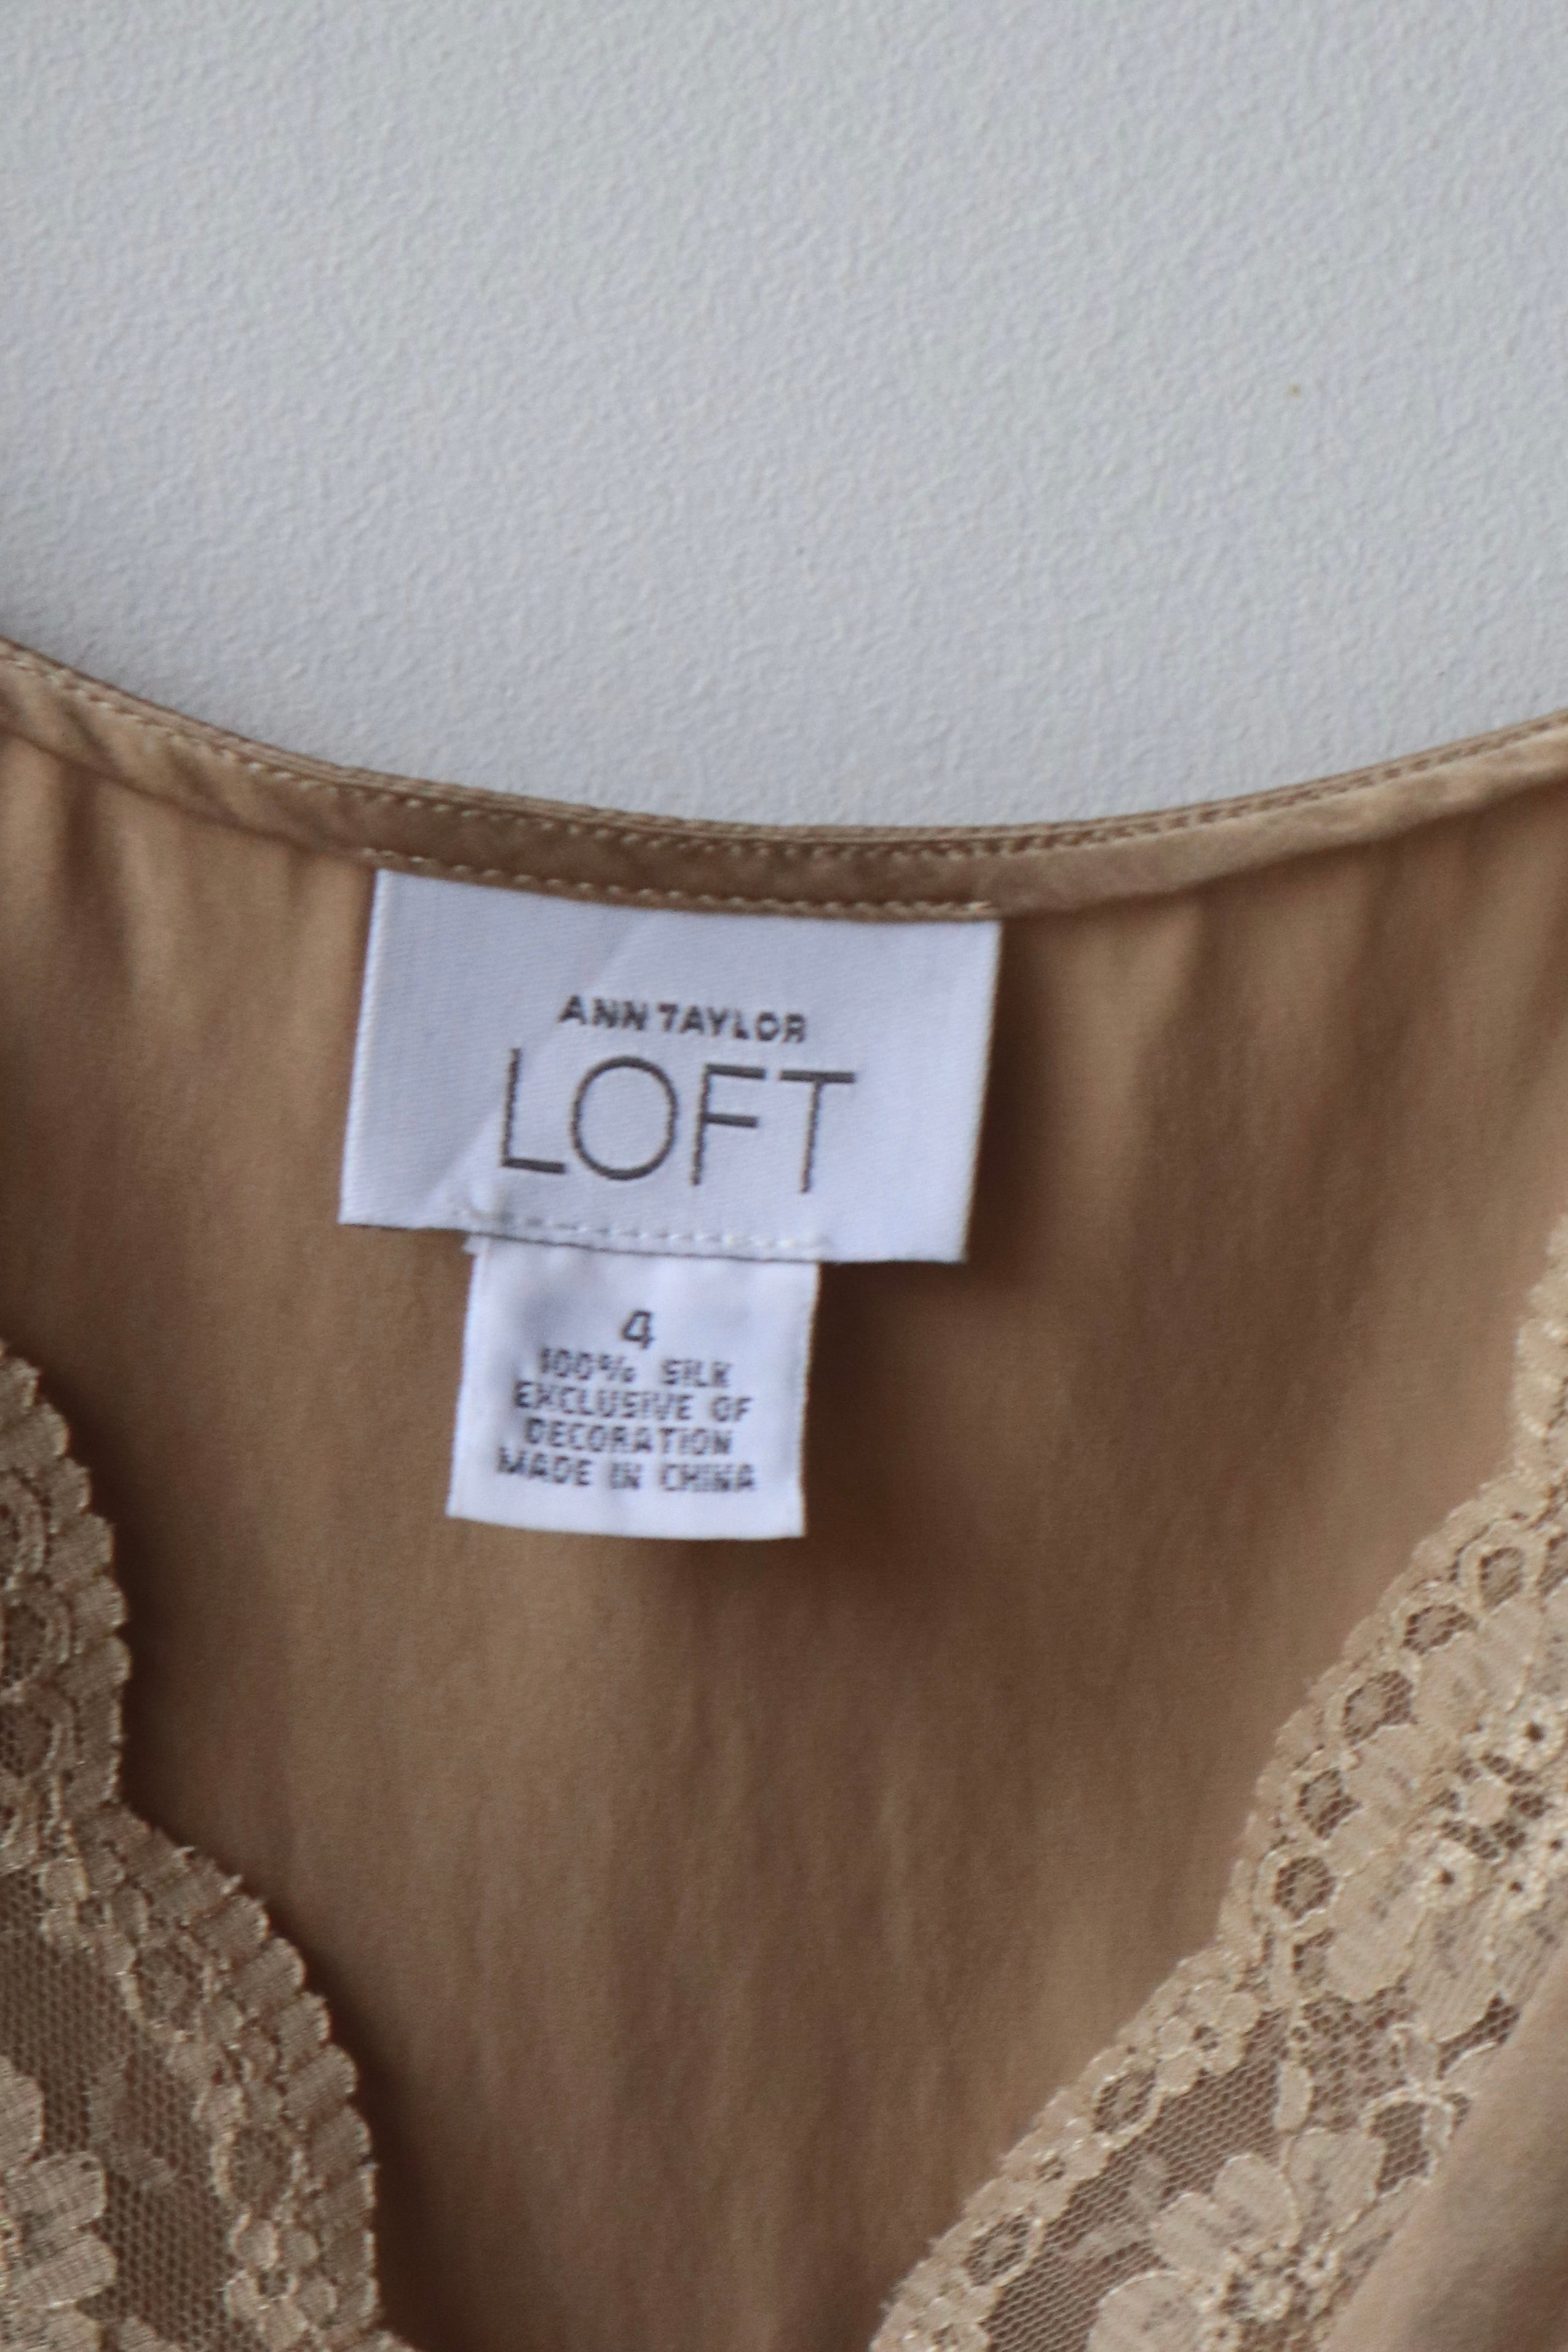 ANN TAYLOR
LOFT
4
100% SILK
EXCLUSIVE OF
DECORATION
MADE IN CHINA